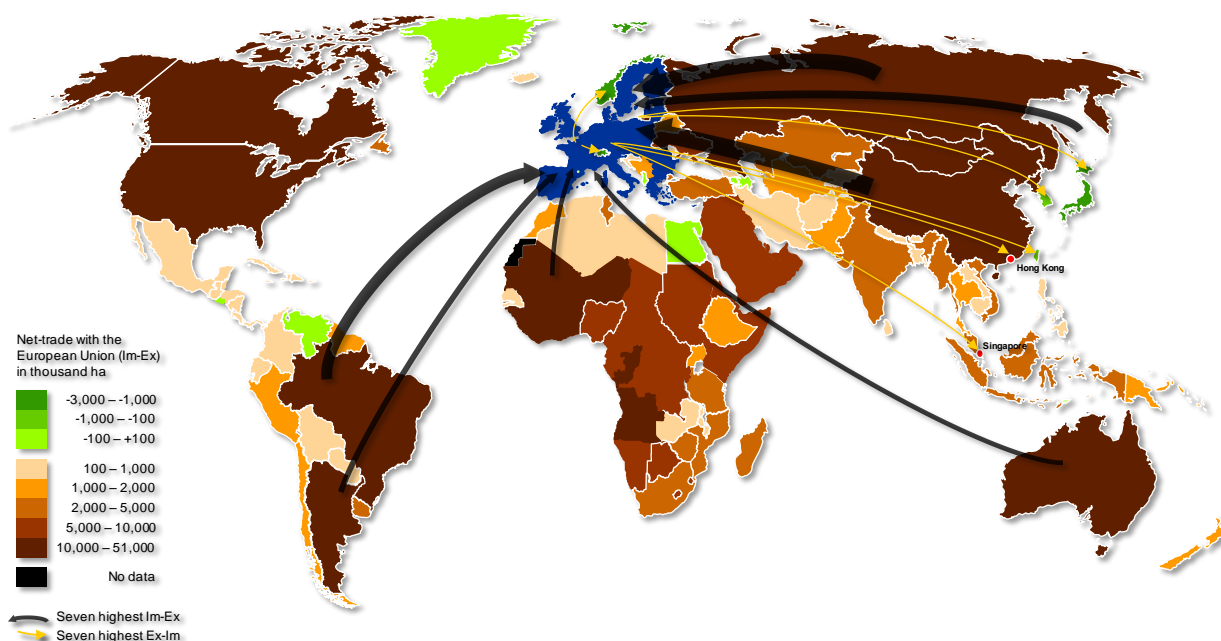 Hong Kong
Singapore
Net-trade with the
European Union (Im-Ex)
in thousand ha
-3,000 – -1,000
-1,000 – -100
-100 – +100
100 – 1,000
1,000 – 2,000
2,000 – 5,000
5,000 – 10,000
10,000 – 51,000
No data
Seven highest Im-Ex
Seven highest Ex-Im